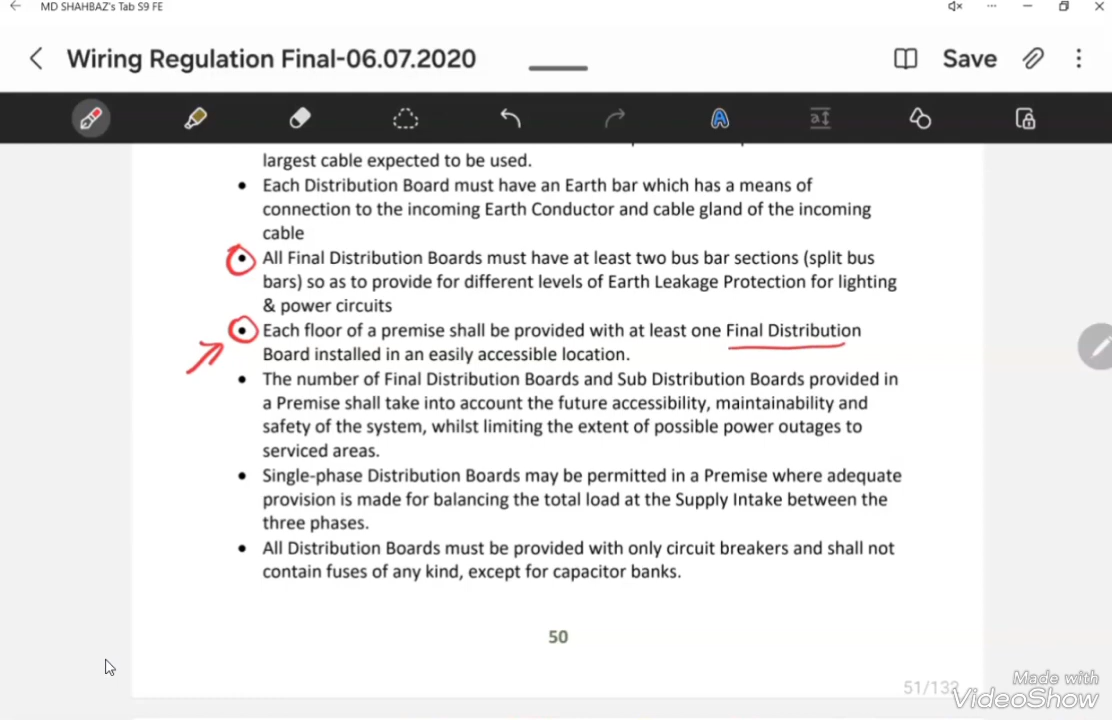 MD SHAHBAZ's Tab S9 FE
Wiring Regulation Final-06.07.2020
Save
largest cable expected to be used.
• Each Distribution Board must have an Earth bar which has a means of
connection to the incoming Earth Conductor and cable gland of the incoming
cable
• All Final Distribution Boards must have at least two bus bar sections (split bus
bars) so as to provide for different levels of Earth Leakage Protection for lighting
& power circuits
• Each floor of a premise shall be provided with at least one Final Distribution
Board installed in an easily accessible location.
• The number of Final Distribution Boards and Sub Distribution Boards provided in
a Premise shall take into account the future accessibility, maintainability and
safety of the system, whilst limiting the extent of possible power outages to
serviced areas.
• Single-phase Distribution Boards may be permitted in a Premise where adequate
provision is made for balancing the total load at the Supply Intake between the
three phases.
• All Distribution Boards must be provided with only circuit breakers and shall not
contain fuses of any kind, except for capacitor banks.
50
51/133
Made with
VideoShow